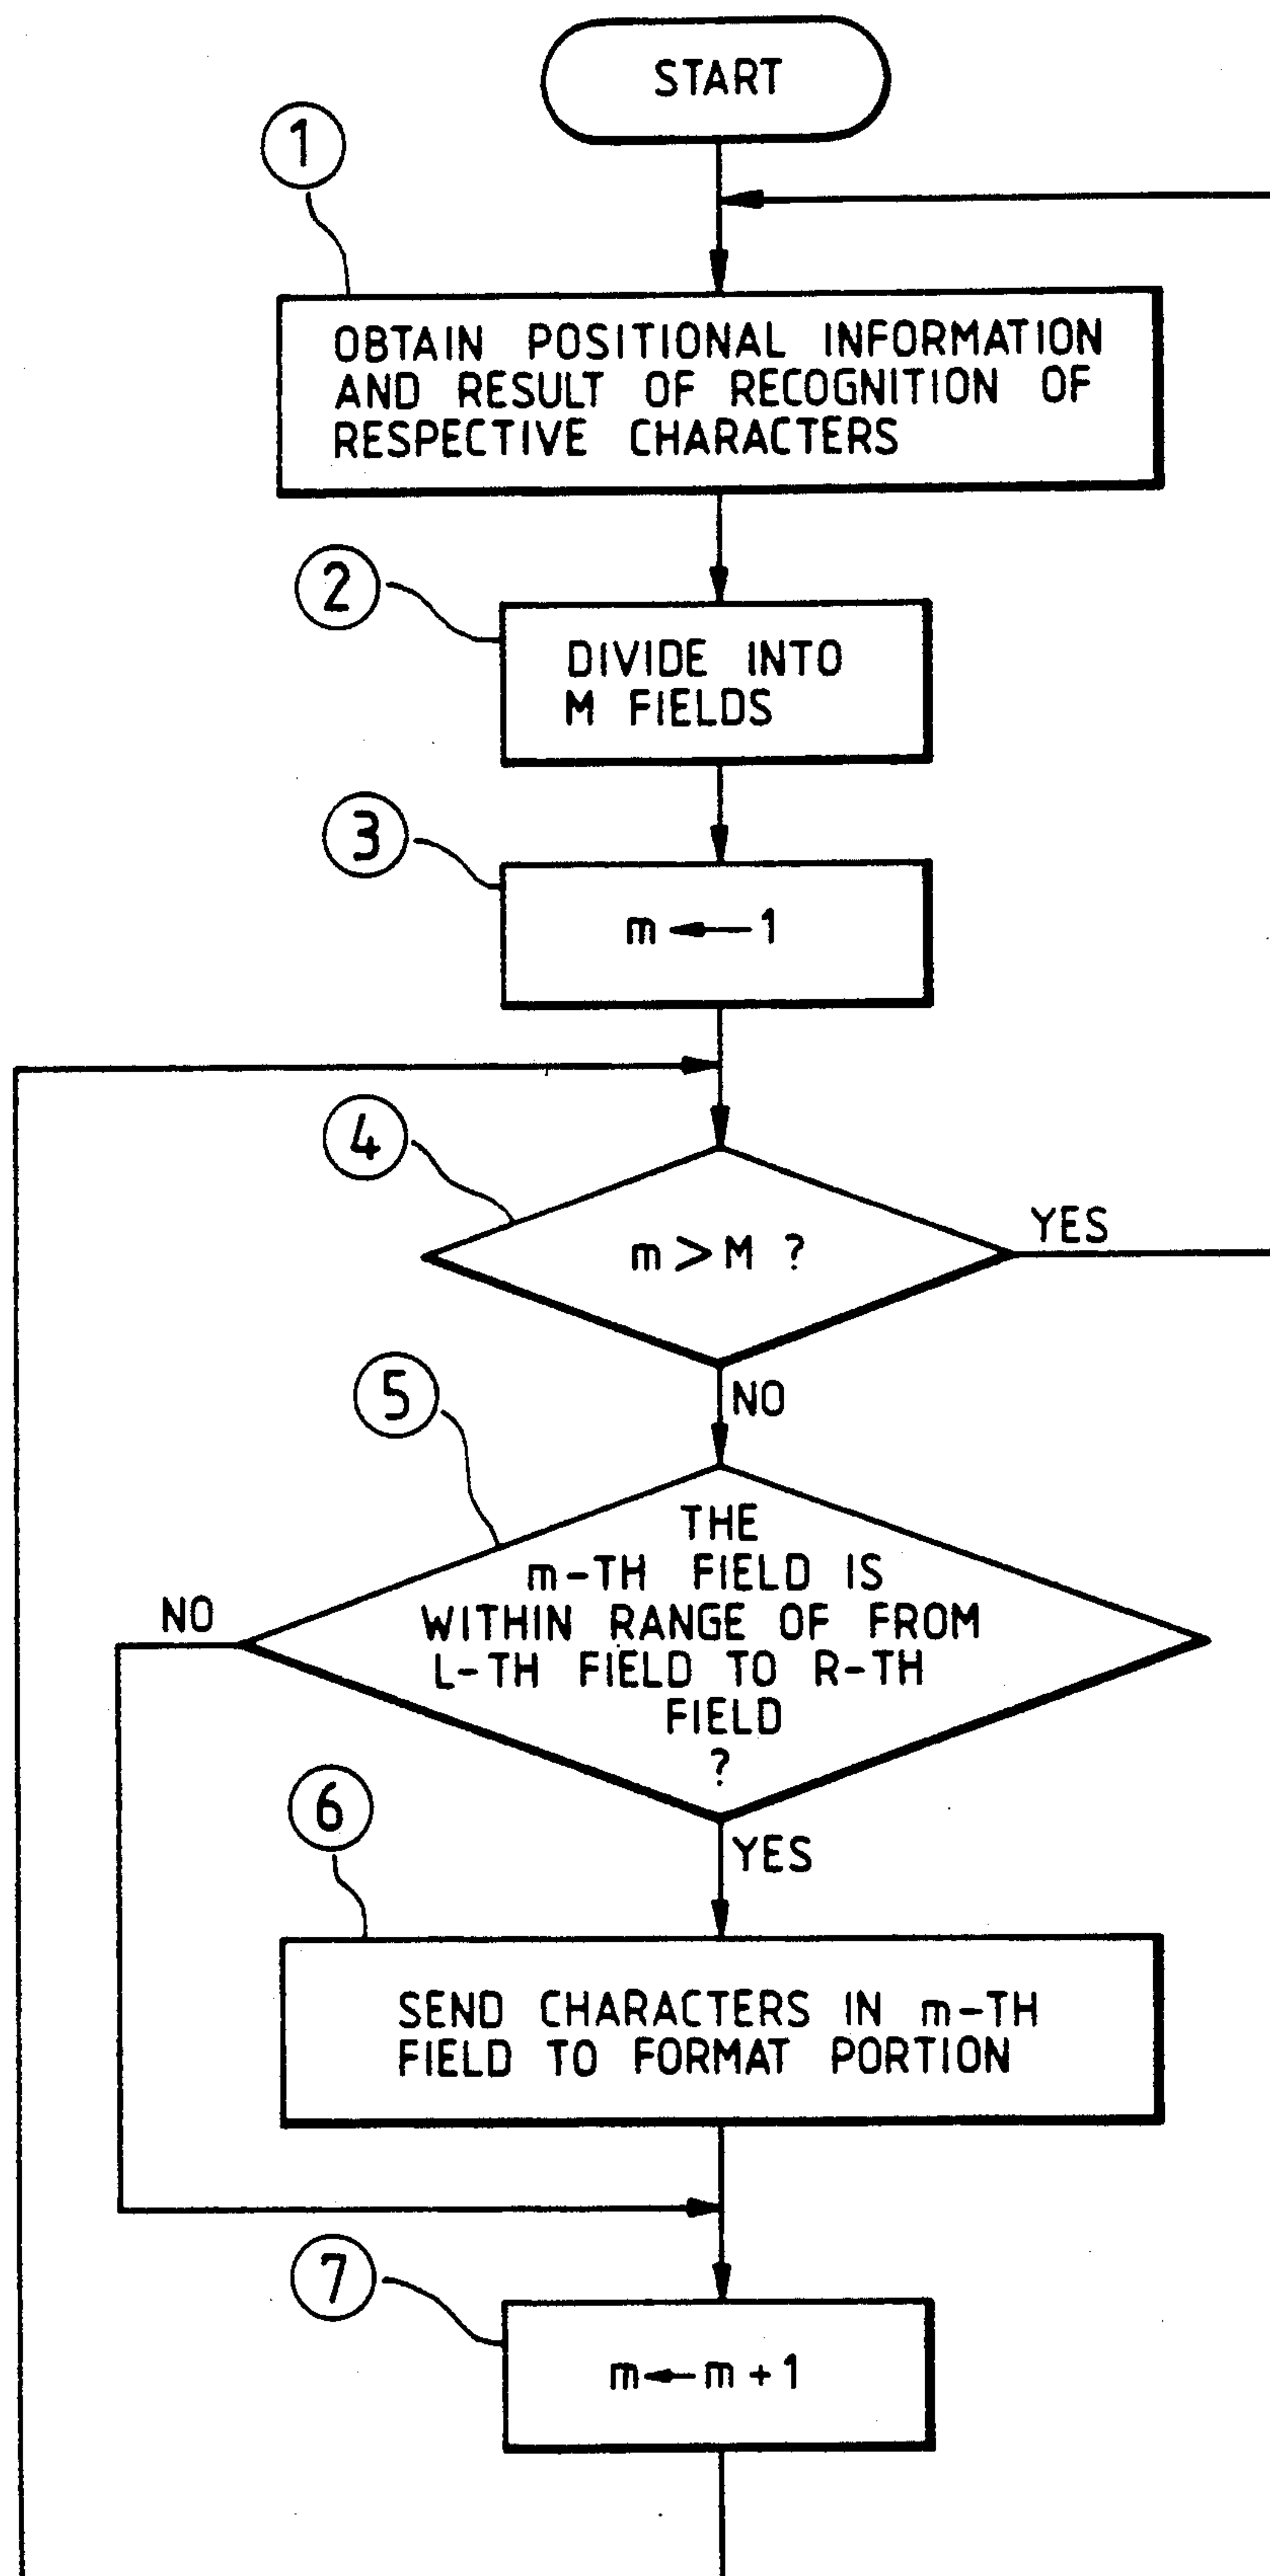 START
1
OBTAIN POSITIONAL INFORMATION
AND RESULT OF RECOGNITION OF
RESPECTIVE CHARACTERS
2
DIVIDE INTO
M FIELDS
3
m ← 1
4
m > M ?
YES
NO
5
THE
m-TH FIELD IS
WITHIN RANGE OF FROM
L-TH FIELD TO R-TH
FIELD
?
NO
YES
6
SEND CHARACTERS IN m-TH
FIELD TO FORMAT PORTION
7
m ← m + 1